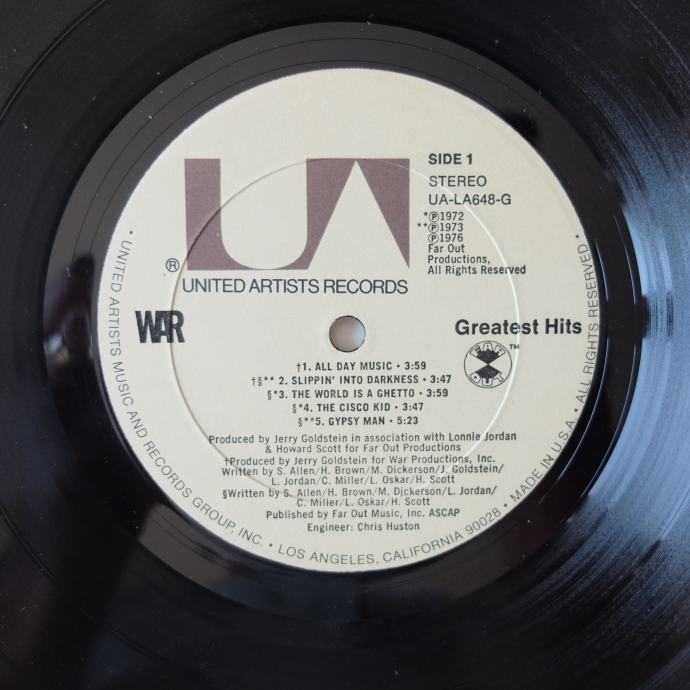 SIDE 1
UA
STEREO
UA-LA648-G
*Ⓟ1972
**Ⓟ1973
Ⓟ1976
Far Out
Productions,
All Rights Reserved
®
UNITED ARTISTS RECORDS
WAR
Greatest Hits
FAR
OUT
™
†1. ALL DAY MUSIC • 3:59
†§** 2. SLIPPIN' INTO DARKNESS • 3:47
§*3. THE WORLD IS A GHETTO • 3:59
§*4. THE CISCO KID • 3:47
§**5. GYPSY MAN • 5:23
Produced by Jerry Goldstein in association with Lonnie Jordan
& Howard Scott for Far Out Productions
†Produced by Jerry Goldstein for War Productions, Inc.
Written by S. Allen/H. Brown/M. Dickerson/J. Goldstein/
L. Jordan/C. Miller/L. Oskar/H. Scott
§Written by S. Allen/H. Brown/M. Dickerson/L. Jordan/
C. Miller/L. Oskar/H. Scott
Published by Far Out Music, Inc. ASCAP
Engineer: Chris Huston
• UNITED ARTISTS MUSIC AND RECORDS GROUP, INC. • LOS ANGELES, CALIFORNIA 90028 • MADE IN U.S.A. • ALL RIGHTS RESERVED •